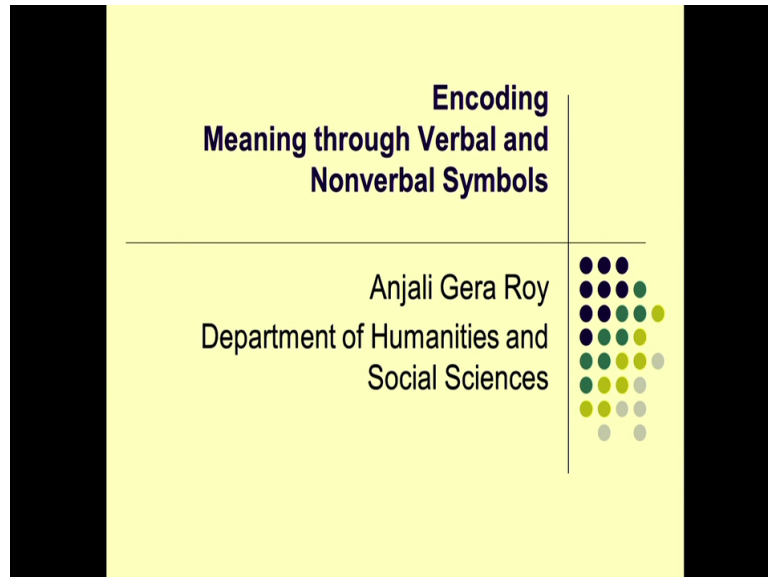 Encoding
Meaning through Verbal and
Nonverbal Symbols
Anjali Gera Roy
Department of Humanities and
Social Sciences